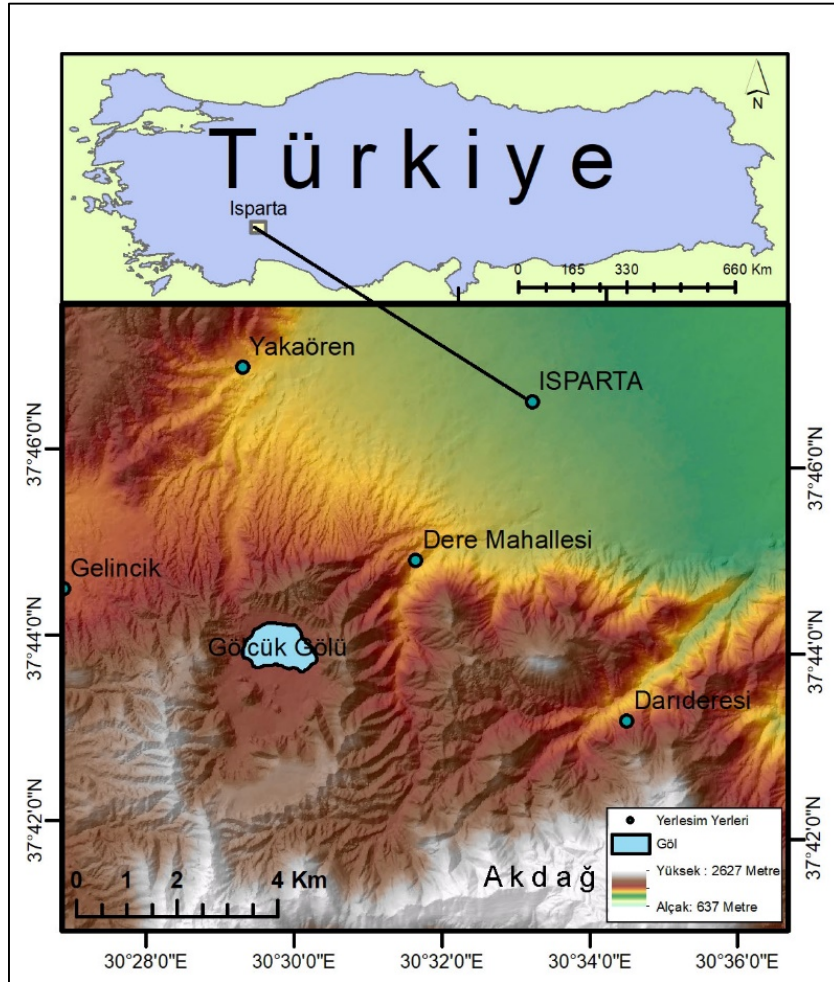 N
Türkiye
Isparta
0 165 330 660 Km
Yakaören
ISPARTA
37°46'0"N
37°46'0"N
Dere Mahallesi
Gelincik
37°44'0"N
37°44'0"N
Gölcük Gölü
Darıderesi
37°42'0"N
37°42'0"N
Yerlesim Yerleri
Göl
Yüksek : 2627 Metre
Alçak: 637 Metre
Akdağ
0 1 2 4 Km
30°28'0"E 30°30'0"E 30°32'0"E 30°34'0"E 30°36'0"E